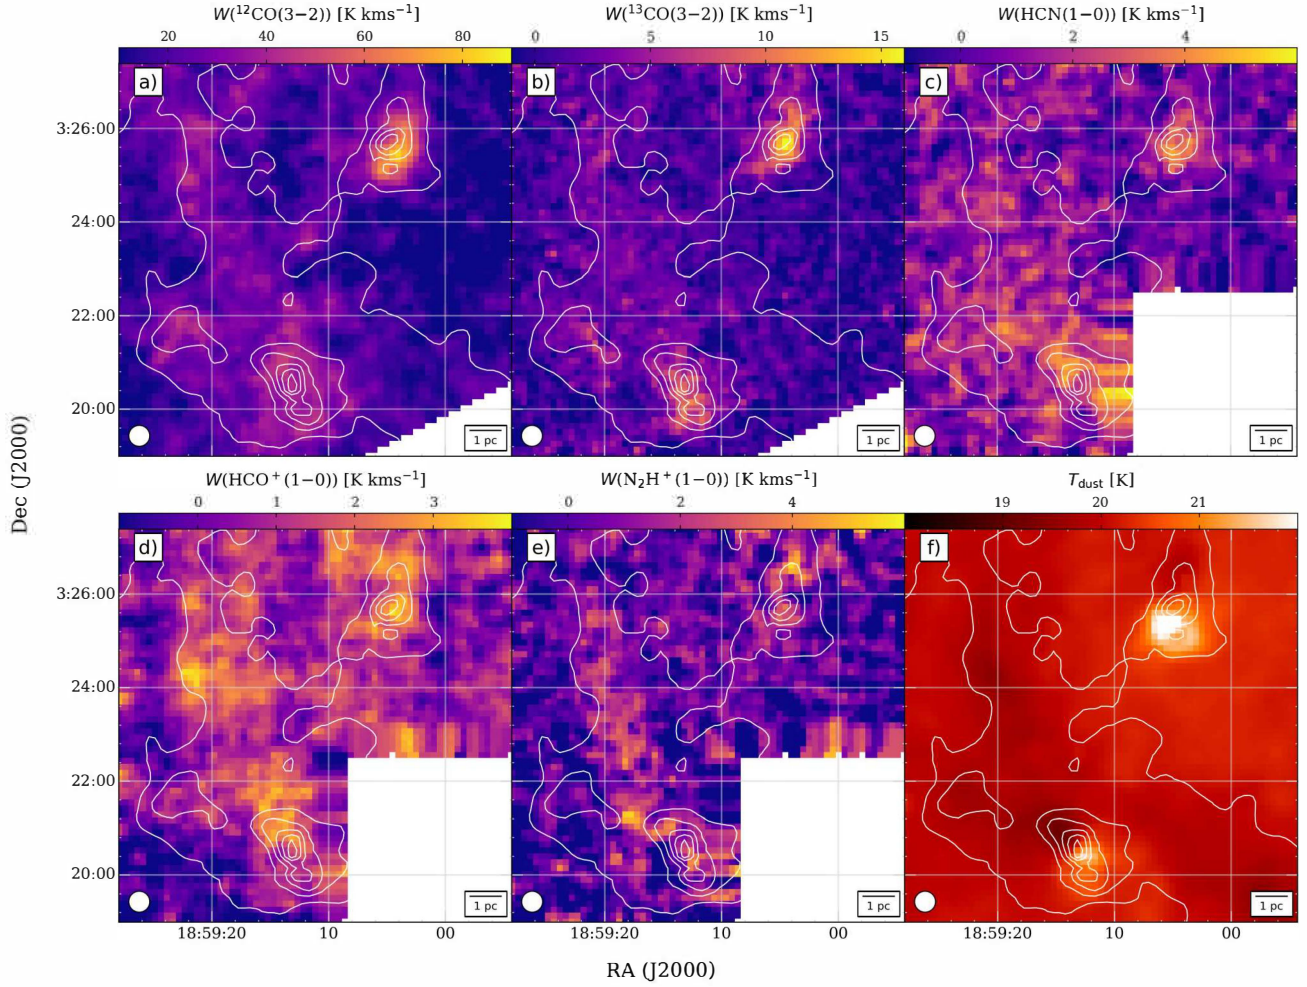 W(¹²CO(3−2)) [K kms⁻¹]
W(¹³CO(3−2)) [K kms⁻¹]
W(HCN(1−0)) [K kms⁻¹]
20 40 60 80
0 5 10 15
0 2 4
a)
b)
c)
3:26:00
24:00
22:00
20:00
1 pc
1 pc
1 pc
Dec (J2000)
W(HCO⁺(1−0)) [K kms⁻¹]
W(N₂H⁺(1−0)) [K kms⁻¹]
T_dust [K]
0 1 2 3
0 2 4
19 20 21
d)
e)
f)
3:26:00
24:00
22:00
20:00
1 pc
1 pc
1 pc
18:59:20 10 00
18:59:20 10 00
18:59:20 10 00
RA (J2000)